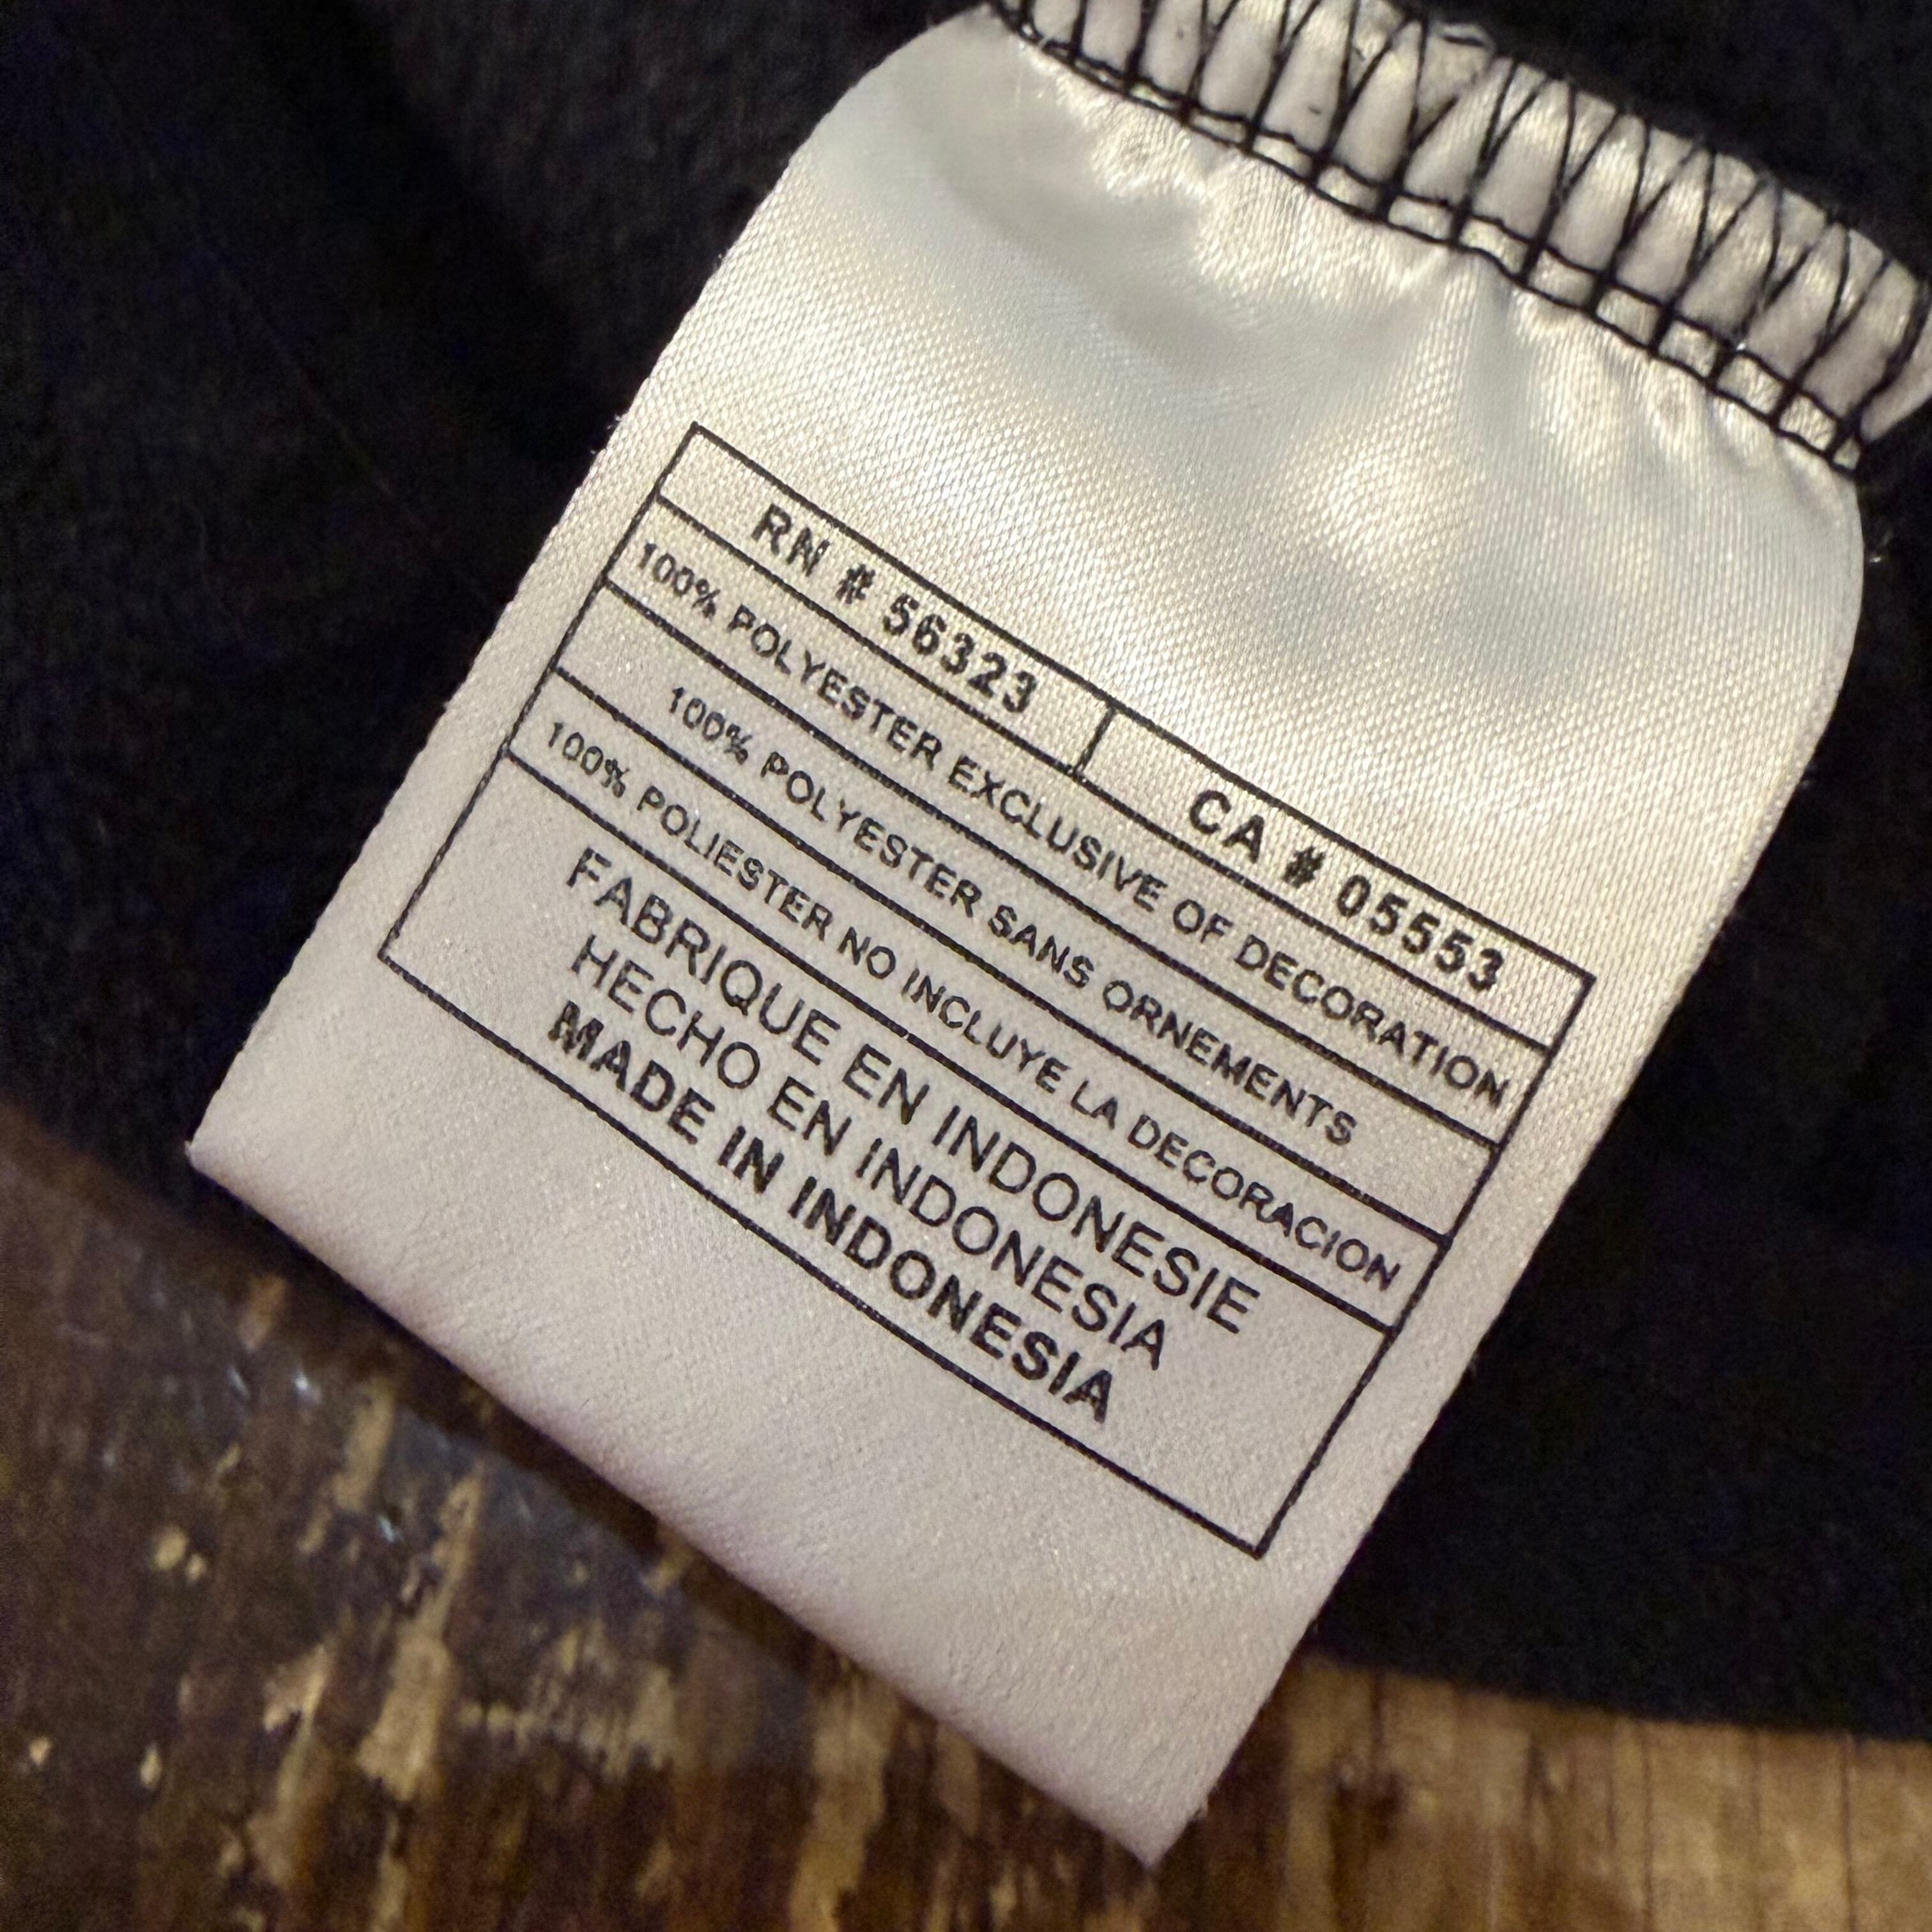 RN # 56323 CA # 05553
100% POLYESTER EXCLUSIVE OF DECORATION
100% POLYESTER SANS ORNEMENTS
100% POLIESTER NO INCLUYE LA DECORACION
FABRIQUE EN INDONESIE
HECHO EN INDONESIA
MADE IN INDONESIA